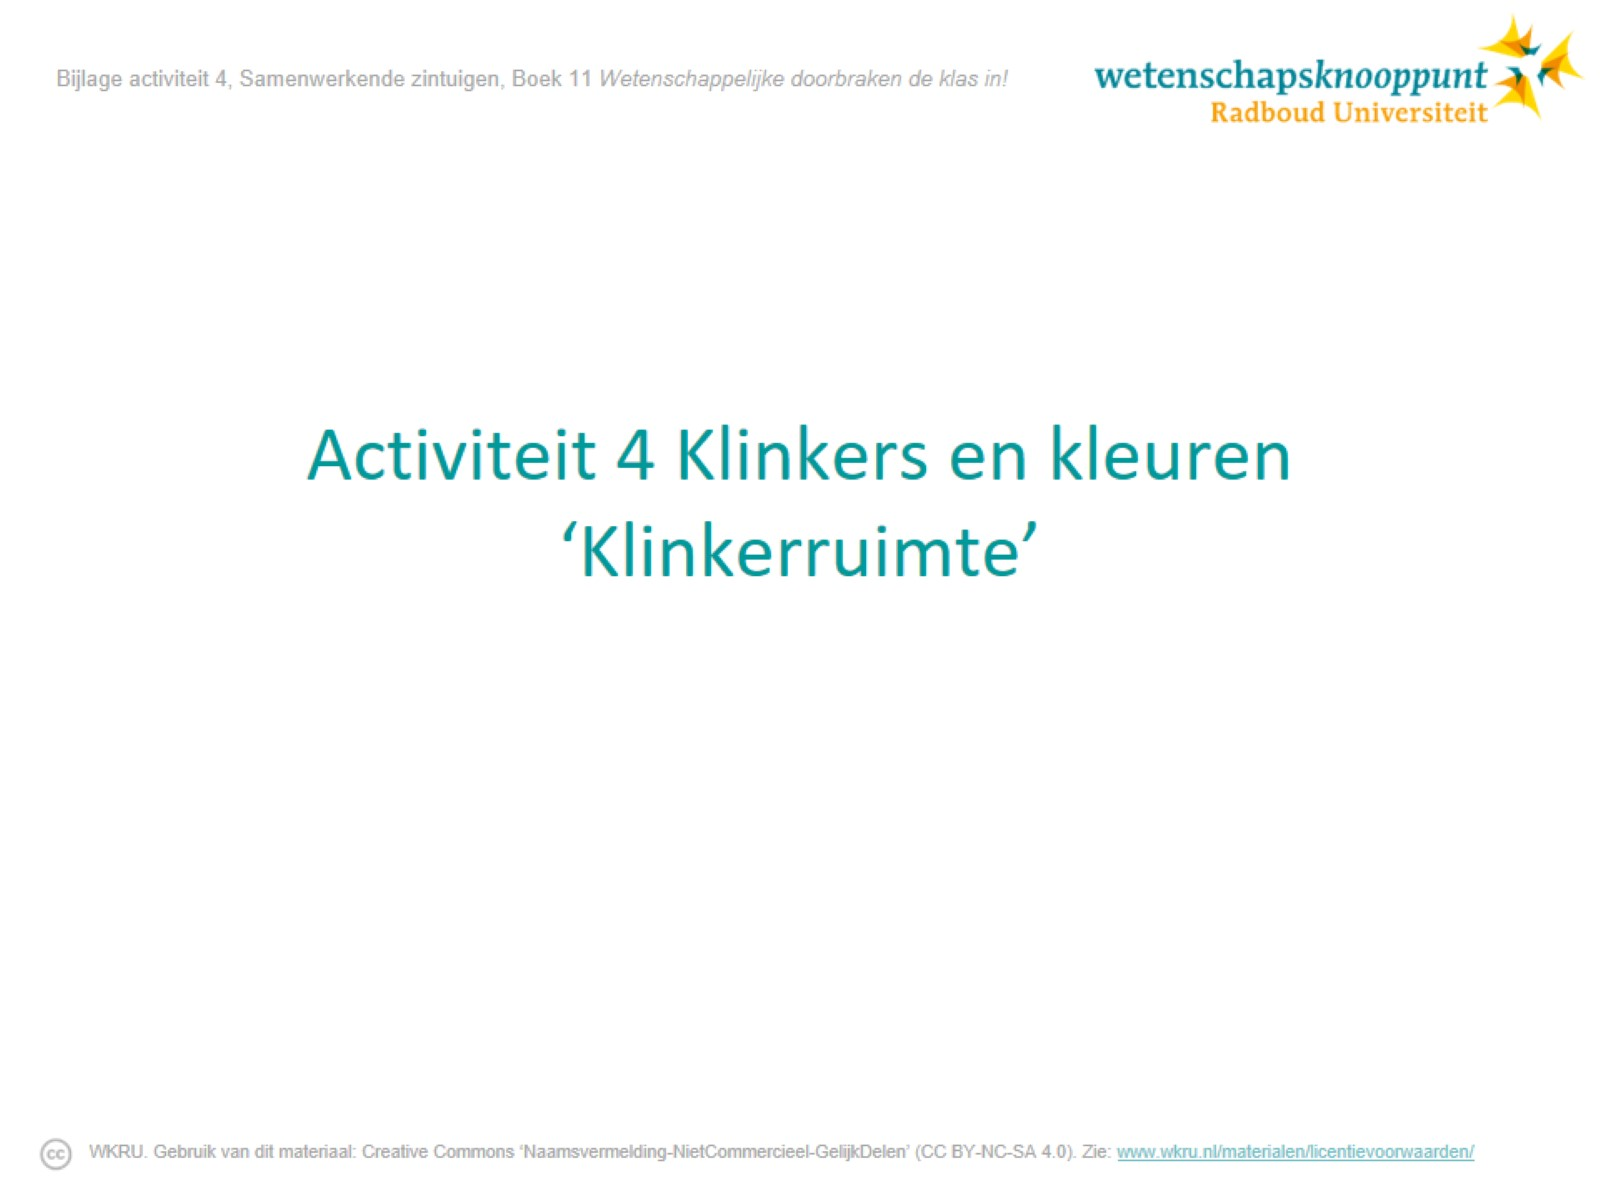 Bijlage activiteit 4, Samenwerkende zintuigen, Boek 11 Wetenschappelijke doorbraken de klas in!
wetenschapsknooppunt
Radboud Universiteit
Activiteit 4 Klinkers en kleuren
‘Klinkerruimte’
cc WKRU. Gebruik van dit materiaal: Creative Commons ‘Naamsvermelding-NietCommercieel-GelijkDelen’ (CC BY-NC-SA 4.0). Zie: www.wkru.nl/materialen/licentievoorwaarden/